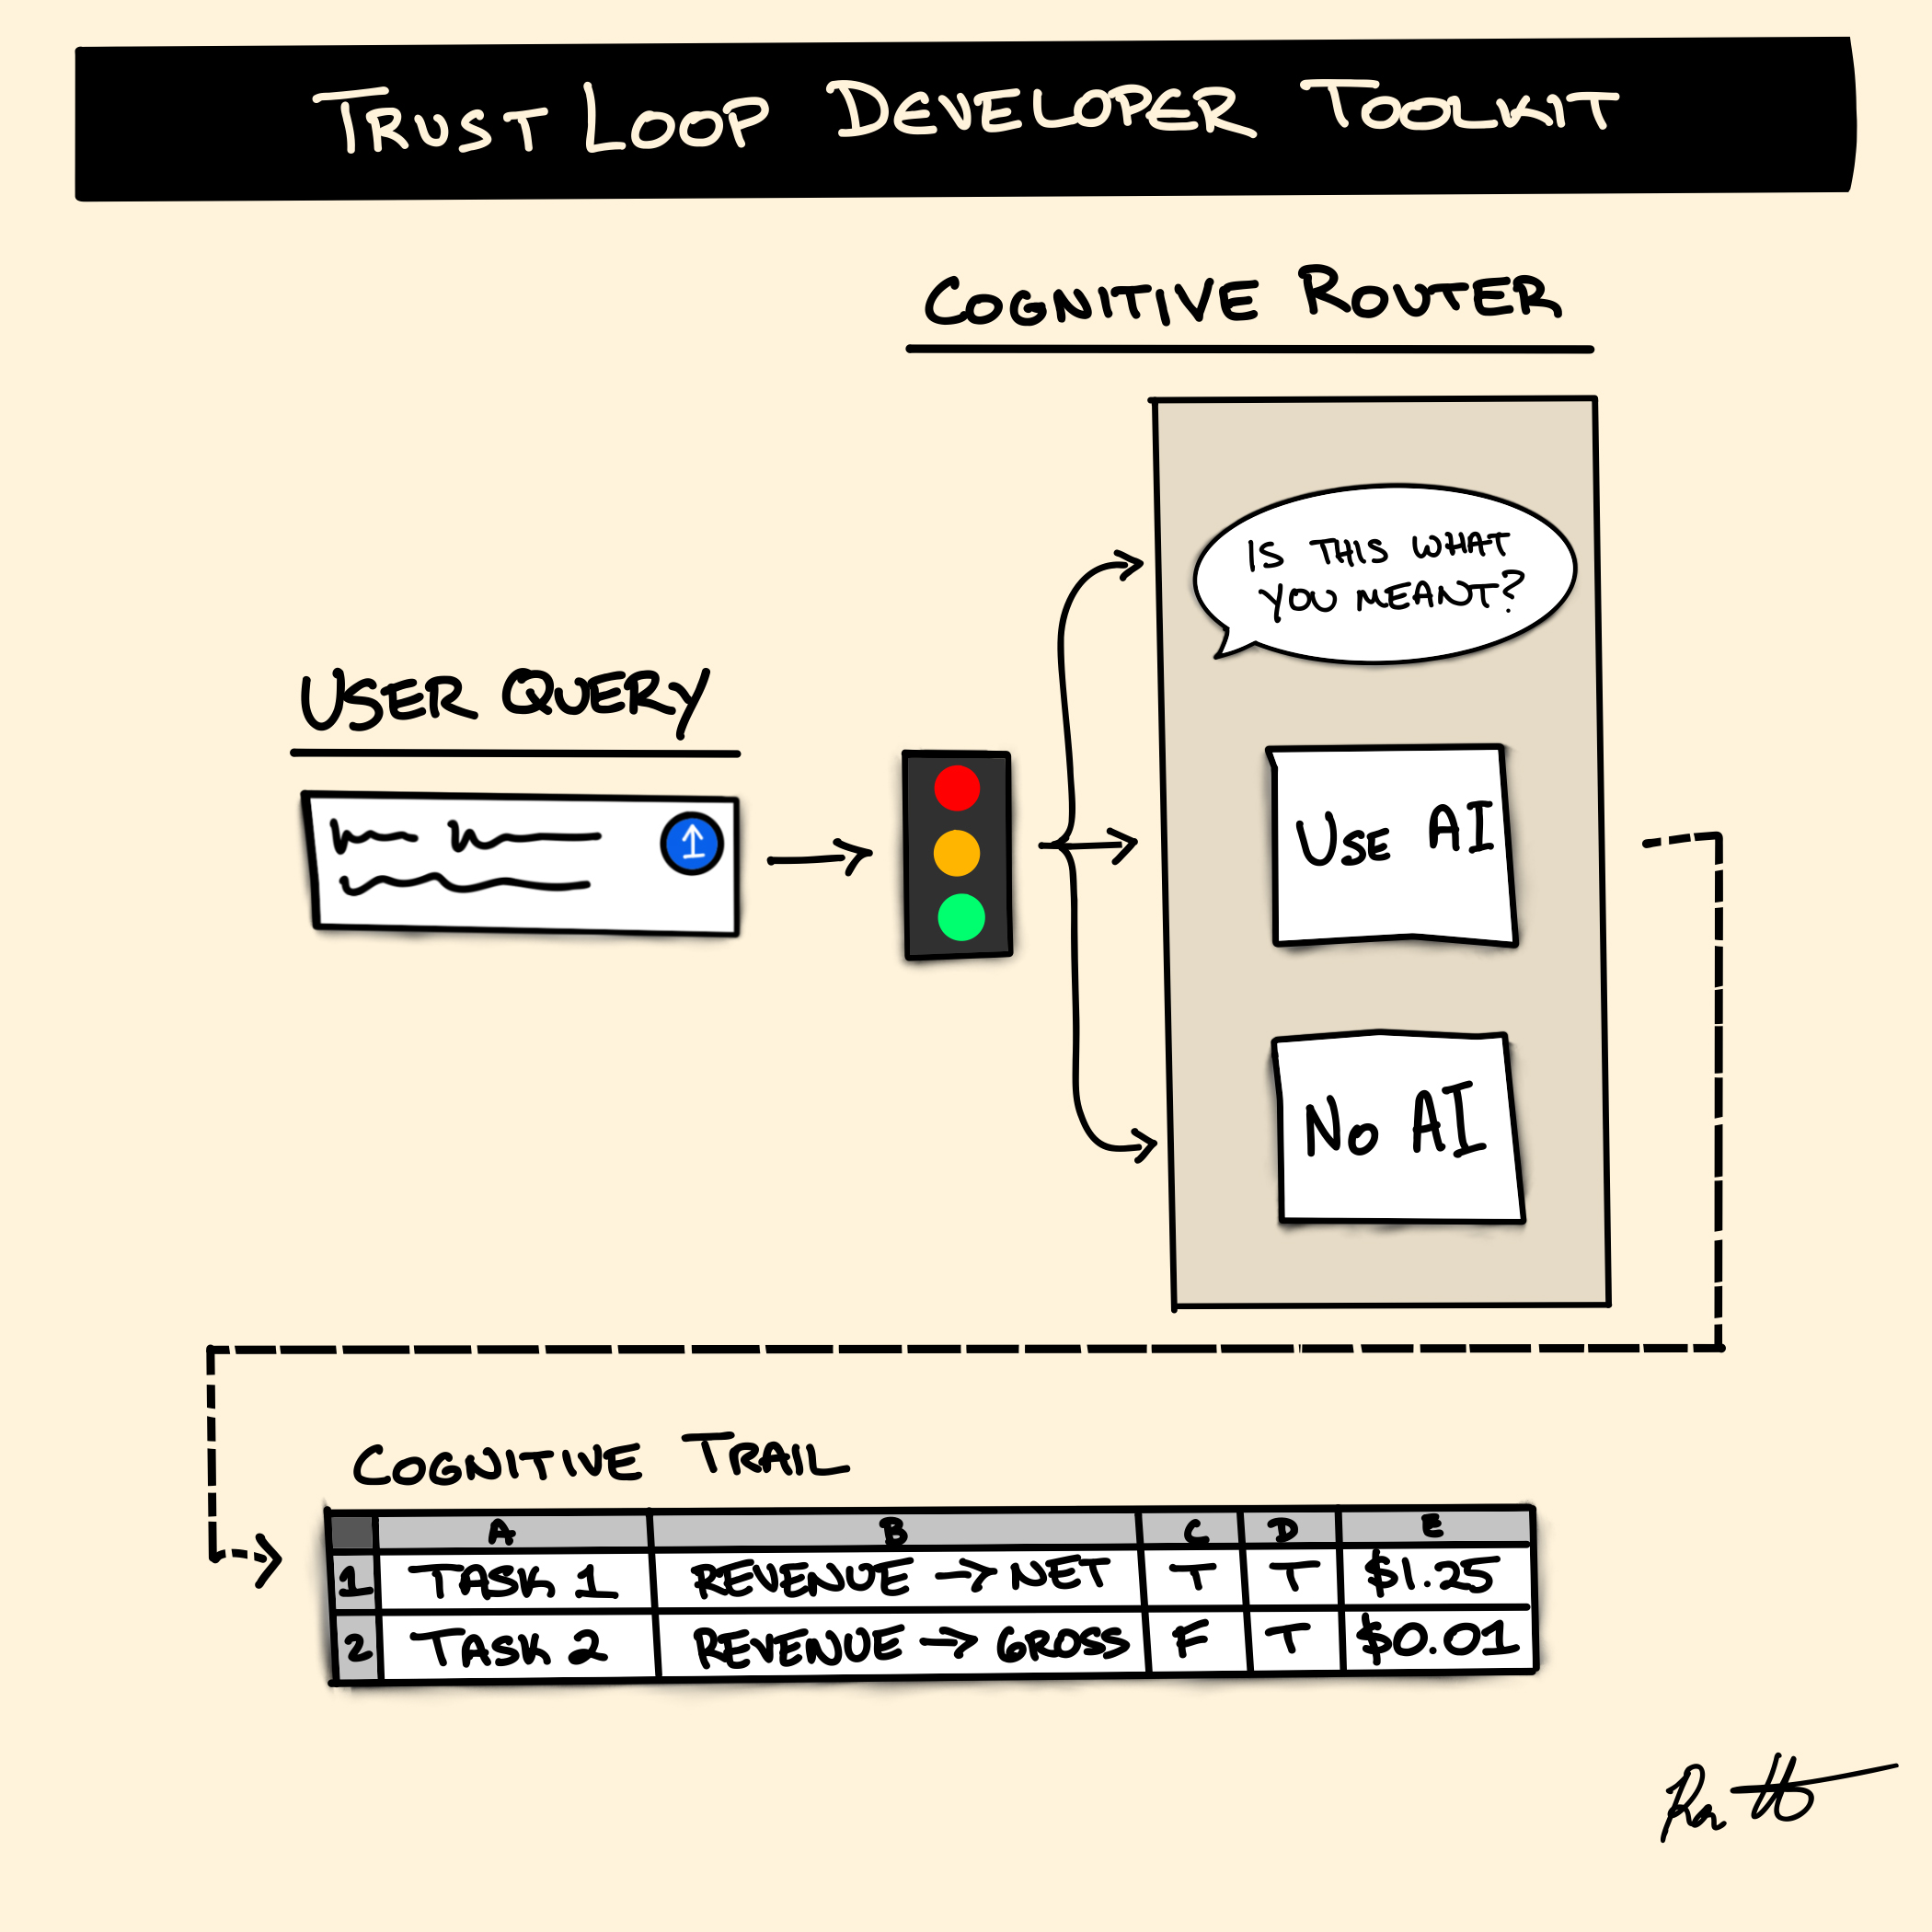 TRUST LOOP DEVELOPER TOOLKIT
COGNITIVE ROUTER
IS THIS WHAT
YOU MEANT?
USER QUERY
USE AI
NO AI
COGNITIVE TRAIL
A B C D E
1 TASK 1 REVENUE → NET T T $1.25
2 TASK 2 REVENUE → GROSS F T $0.01